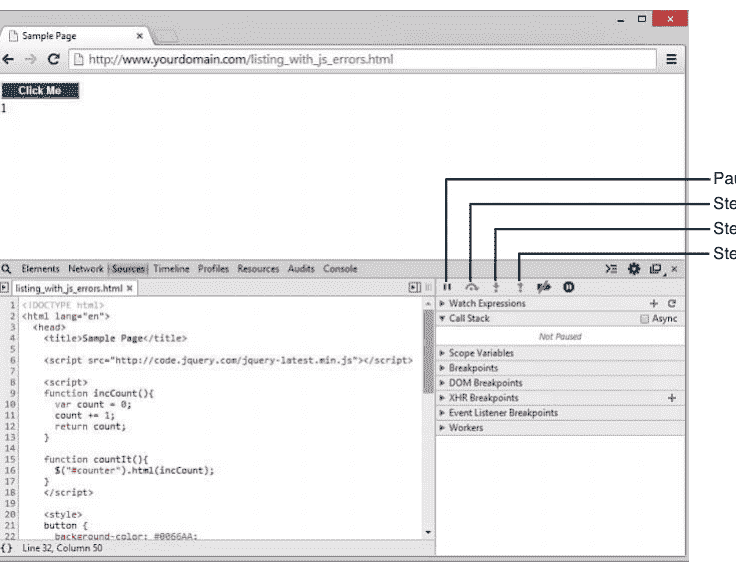 Sample Page ×
http://www.yourdomain.com/listing_with_js_errors.html
Click Me
1
Pau
Ste
Ste
Ste
Elements Network Sources Timeline Profiles Resources Audits Console
listing_with_js_errors.html ×
1 <!DOCTYPE html>
2 <html lang="en">
3 <head>
4 <title>Sample Page</title>
5
6 <script src="http://code.jquery.com/jquery-latest.min.js"></script>
7
8 <script>
9 function incCount(){
10 var count = 0;
11 count += 1;
12 return count;
13 }
14
15 function countIt(){
16 $("#counter").html(incCount);
17 }
18 </script>
19
20 <style>
21 button {
22 background-color: #0066AA;
{} Line 32, Column 50
Watch Expressions
Call Stack Async
Not Paused
Scope Variables
Breakpoints
DOM Breakpoints
XHR Breakpoints
Event Listener Breakpoints
Workers